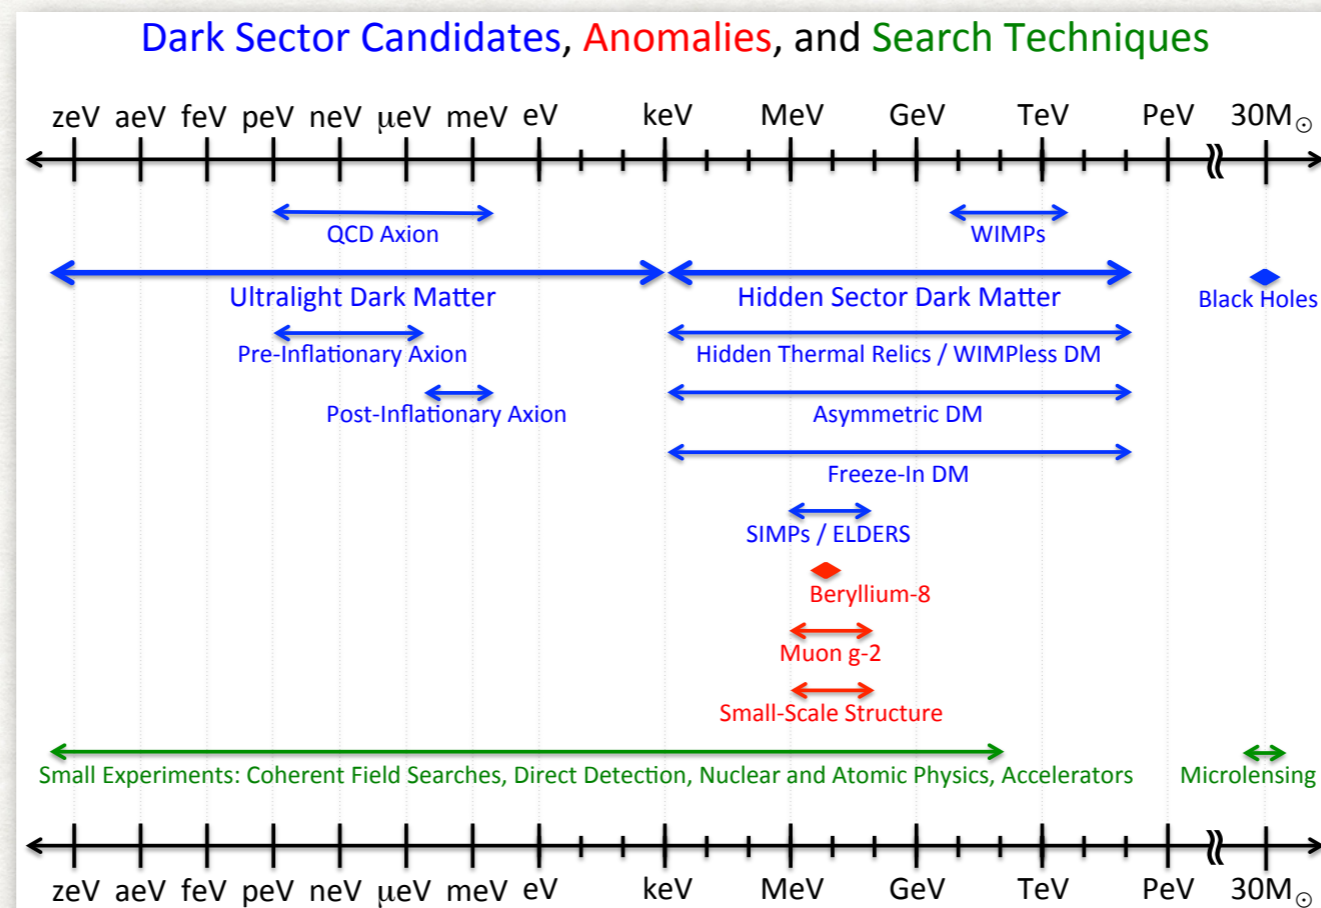 Dark Sector Candidates, Anomalies, and Search Techniques
zeV aeV feV peV neV μeV meV eV keV MeV GeV TeV PeV 30M☉
QCD Axion WIMPs
Ultralight Dark Matter Hidden Sector Dark Matter Black Holes
Pre-Inflationary Axion Hidden Thermal Relics / WIMPless DM
Post-Inflationary Axion Asymmetric DM
Freeze-In DM
SIMPs / ELDERS
Beryllium-8
Muon g-2
Small-Scale Structure
Small Experiments: Coherent Field Searches, Direct Detection, Nuclear and Atomic Physics, Accelerators Microlensing
zeV aeV feV peV neV μeV meV eV keV MeV GeV TeV PeV 30M☉